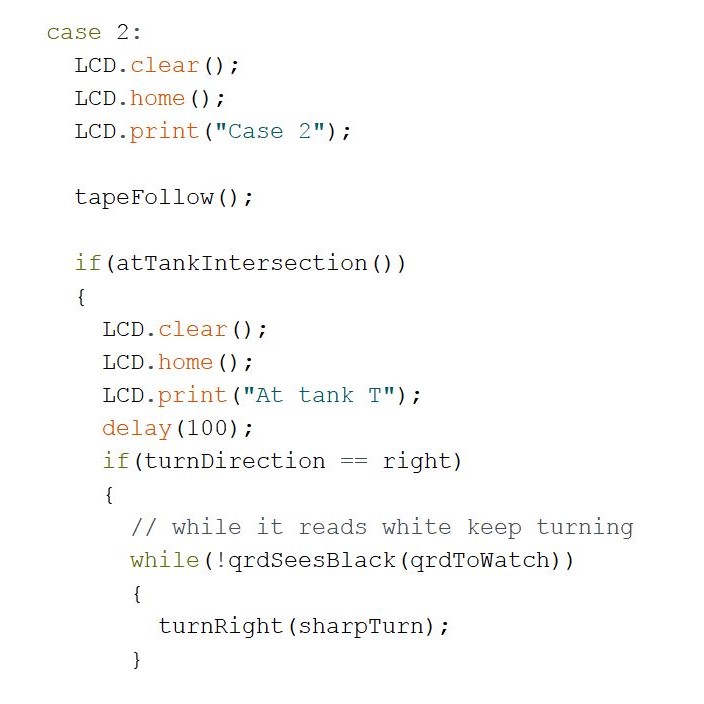 case 2:
LCD.clear();
LCD.home();
LCD.print("Case 2");
tapeFollow();
if(atTankIntersection())
{
LCD.clear();
LCD.home();
LCD.print("At tank T");
delay(100);
if(turnDirection == right)
{
// while it reads white keep turning
while(!qrdSeesBlack(qrdToWatch))
{
turnRight(sharpTurn);
}